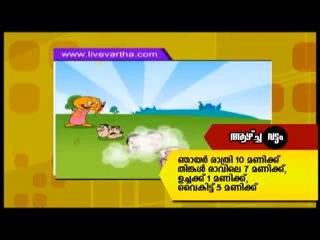 www.livevartha.com
ആഴ്ച്ച വട്ടം
ഞായർ രാത്രി 10 മണിക്ക്
തിങ്കൾ രാവിലെ 7 മണിക്ക്,
ഉച്ചക്ക് 1 മണിക്ക്,
വൈകിട്ട് 5 മണിക്ക്